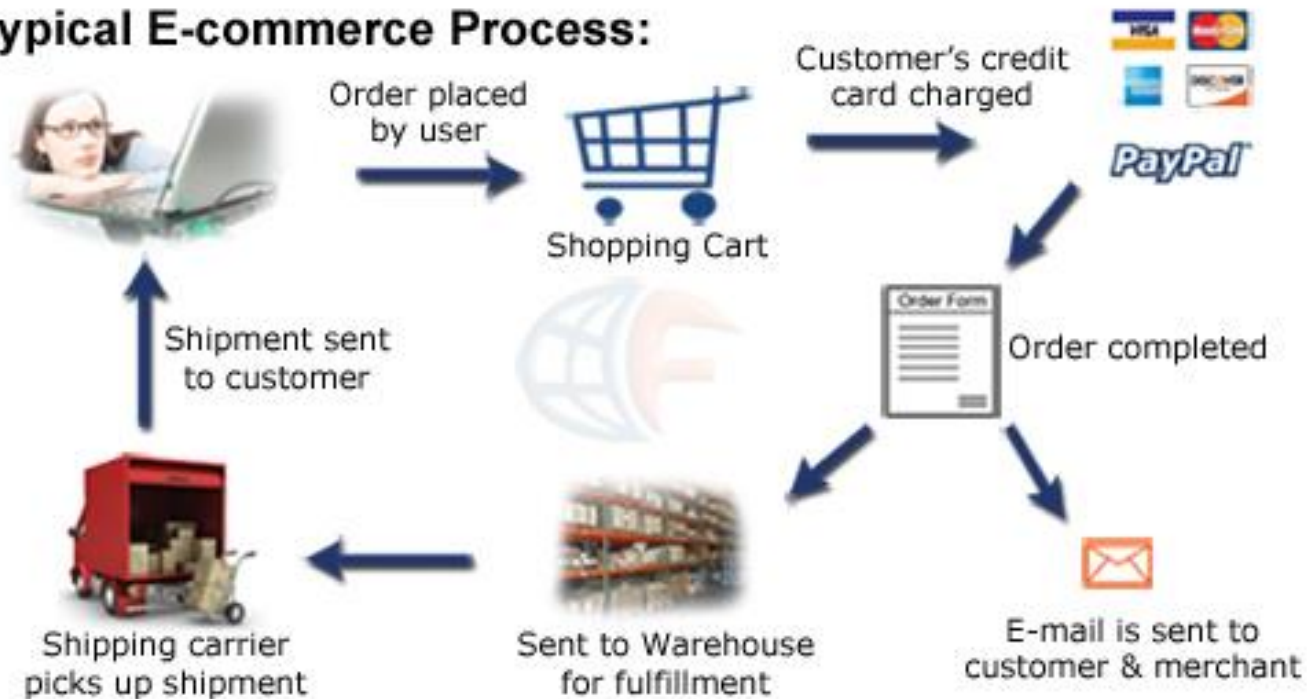 ypical E-commerce Process:
Order placed
by user
Customer's credit
card charged
VISA
MasterCard
DISCOVER
PayPal
Shopping Cart
Order Form
Order completed
Shipment sent
to customer
F
Shipping carrier
picks up shipment
Sent to Warehouse
for fulfillment
E-mail is sent to
customer & merchant